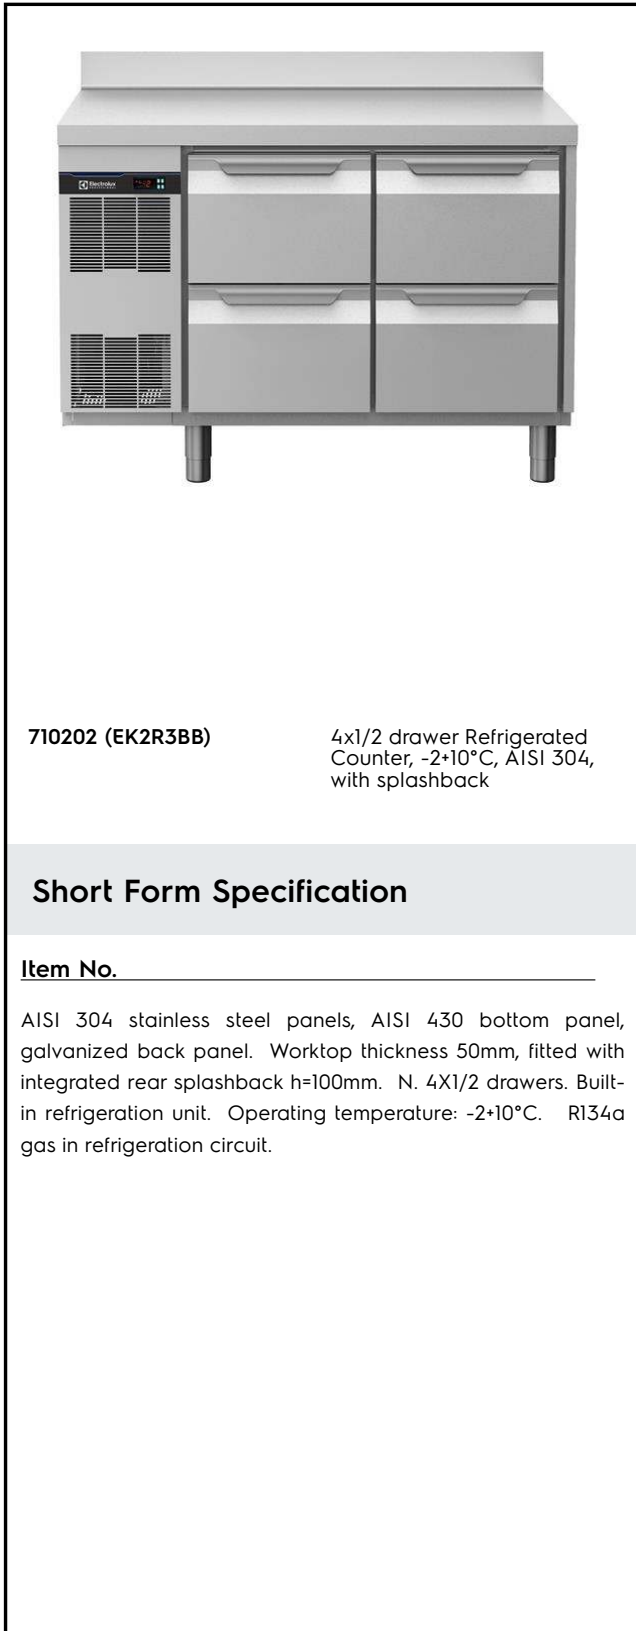 Electrolux
PROFESSIONAL
710202 (EK2R3BB)
4x1/2 drawer Refrigerated
Counter, -2+10°C, AISI 304,
with splashback
Short Form Specification
Item No.
AISI 304 stainless steel panels, AISI 430 bottom panel,
galvanized back panel. Worktop thickness 50mm, fitted with
integrated rear splashback h=100mm. N. 4X1/2 drawers. Built-
in refrigeration unit. Operating temperature: -2+10°C. R134a
gas in refrigeration circuit.